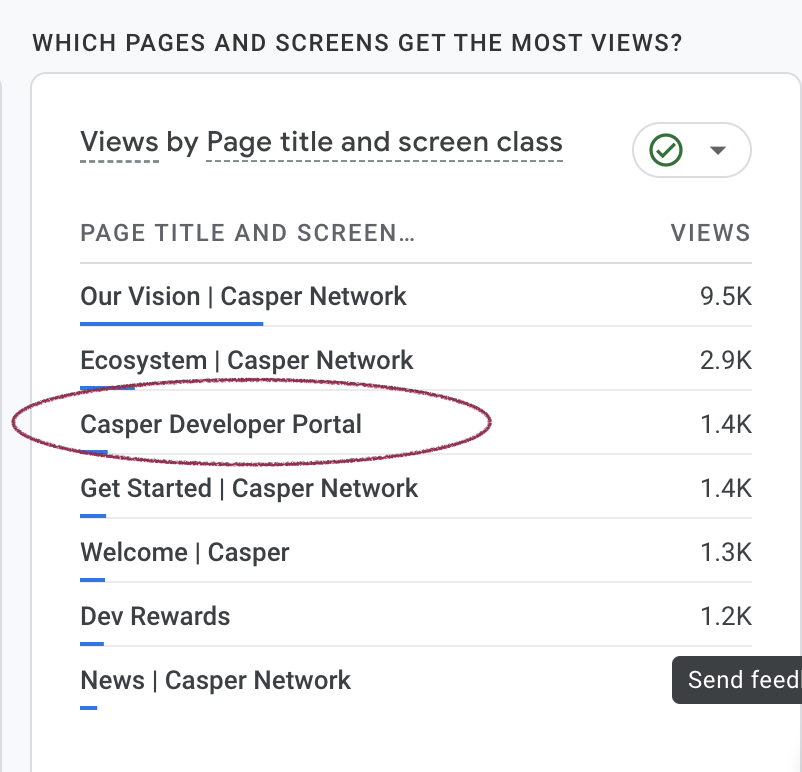 WHICH PAGES AND SCREENS GET THE MOST VIEWS?
Views by Page title and screen class
PAGE TITLE AND SCREEN… VIEWS
Our Vision | Casper Network 9.5K
Ecosystem | Casper Network 2.9K
Casper Developer Portal 1.4K
Get Started | Casper Network 1.4K
Welcome | Casper 1.3K
Dev Rewards 1.2K
News | Casper Network
Send